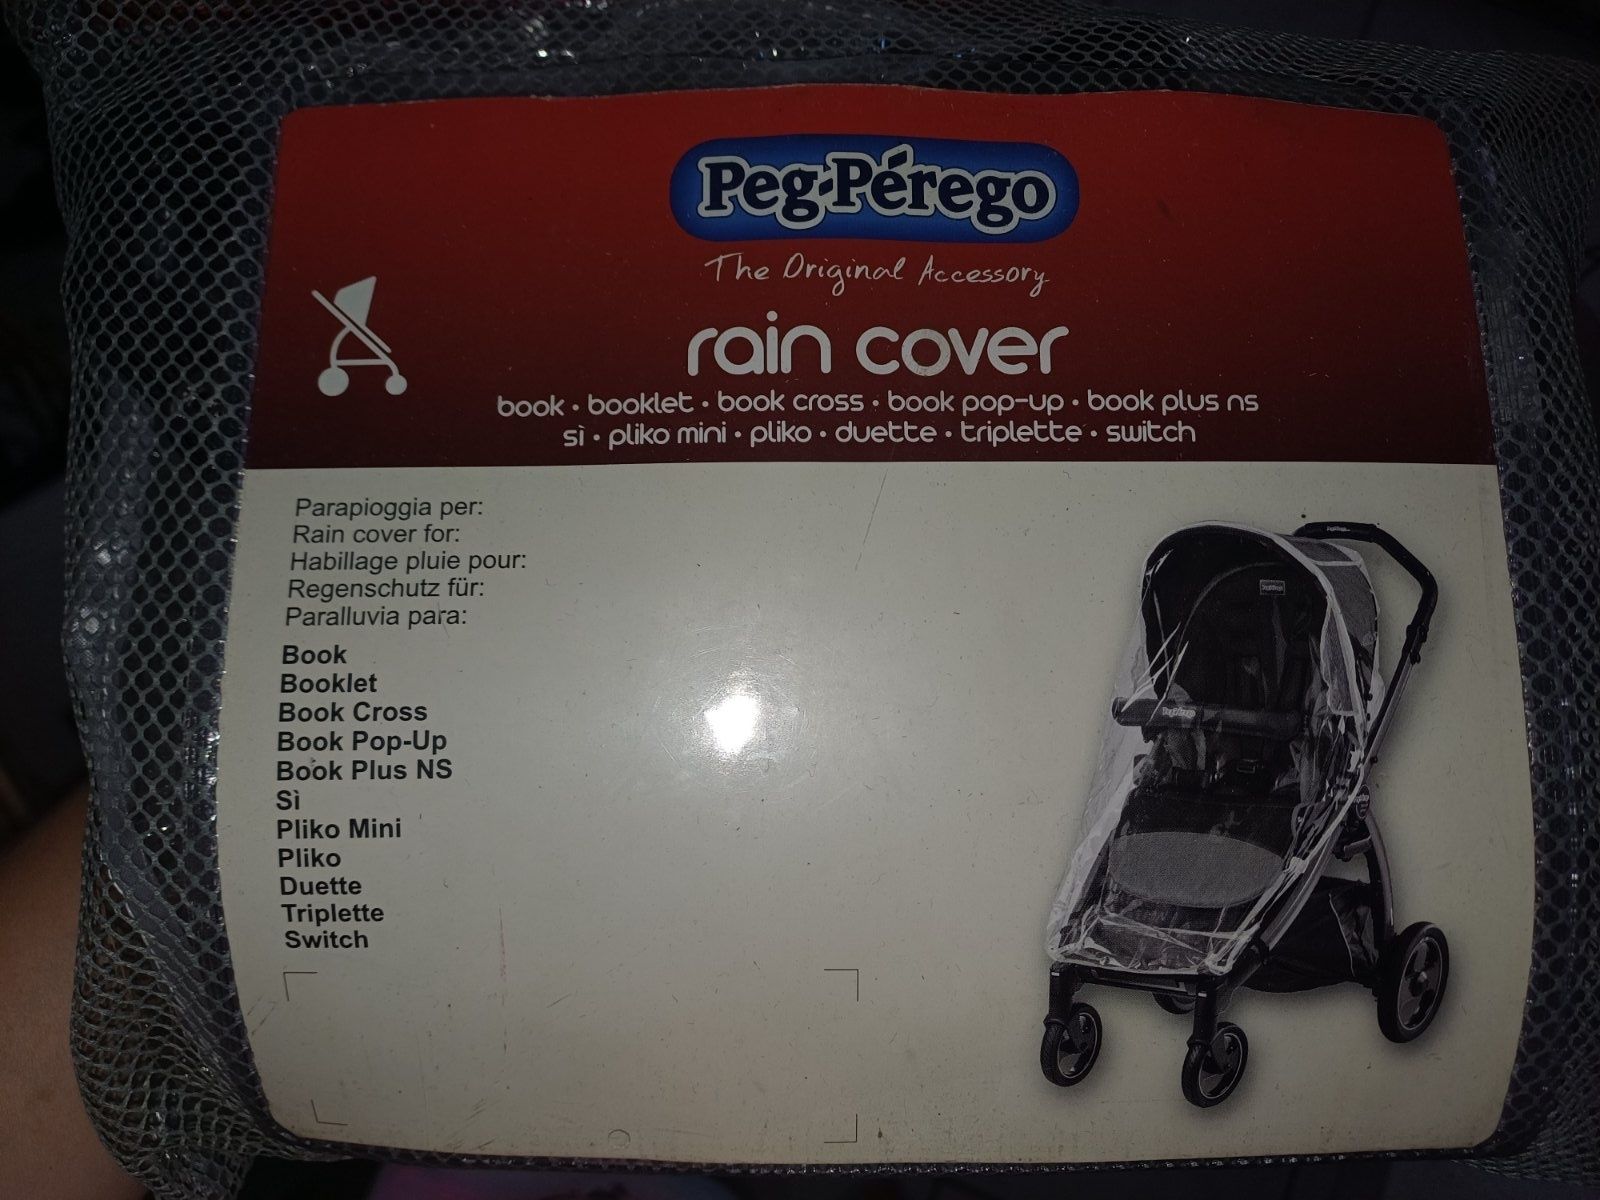 Peg-Pérego
The Original Accessory
rain cover
book • booklet • book cross • book pop-up • book plus ns
sì • pliko mini • pliko • duette • triplette • switch
Parapioggia per:
Rain cover for:
Habillage pluie pour:
Regenschutz für:
Paralluvia para:
Book
Booklet
Book Cross
Book Pop-Up
Book Plus NS
Sì
Pliko Mini
Pliko
Duette
Triplette
Switch
Peg-Pérego